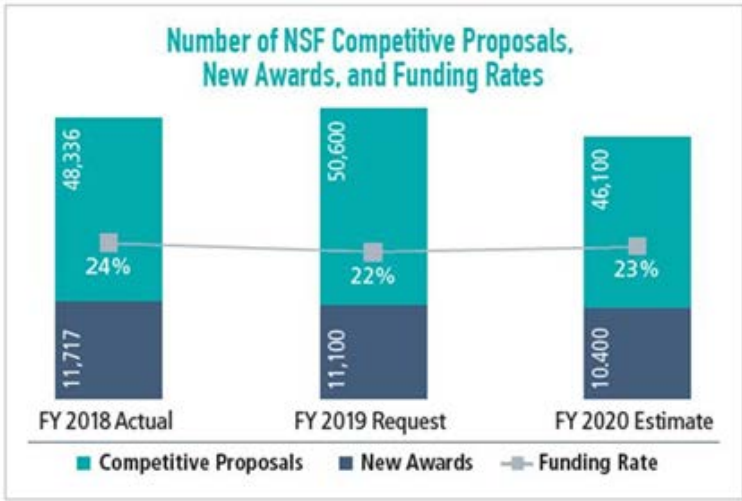 Number of NSF Competitive Proposals,
New Awards, and Funding Rates
48,336
50,600
46,100
24%
22%
23%
11,717
11,100
10.400
FY 2018 Actual
FY 2019 Request
FY 2020 Estimate
Competitive Proposals
New Awards
Funding Rate